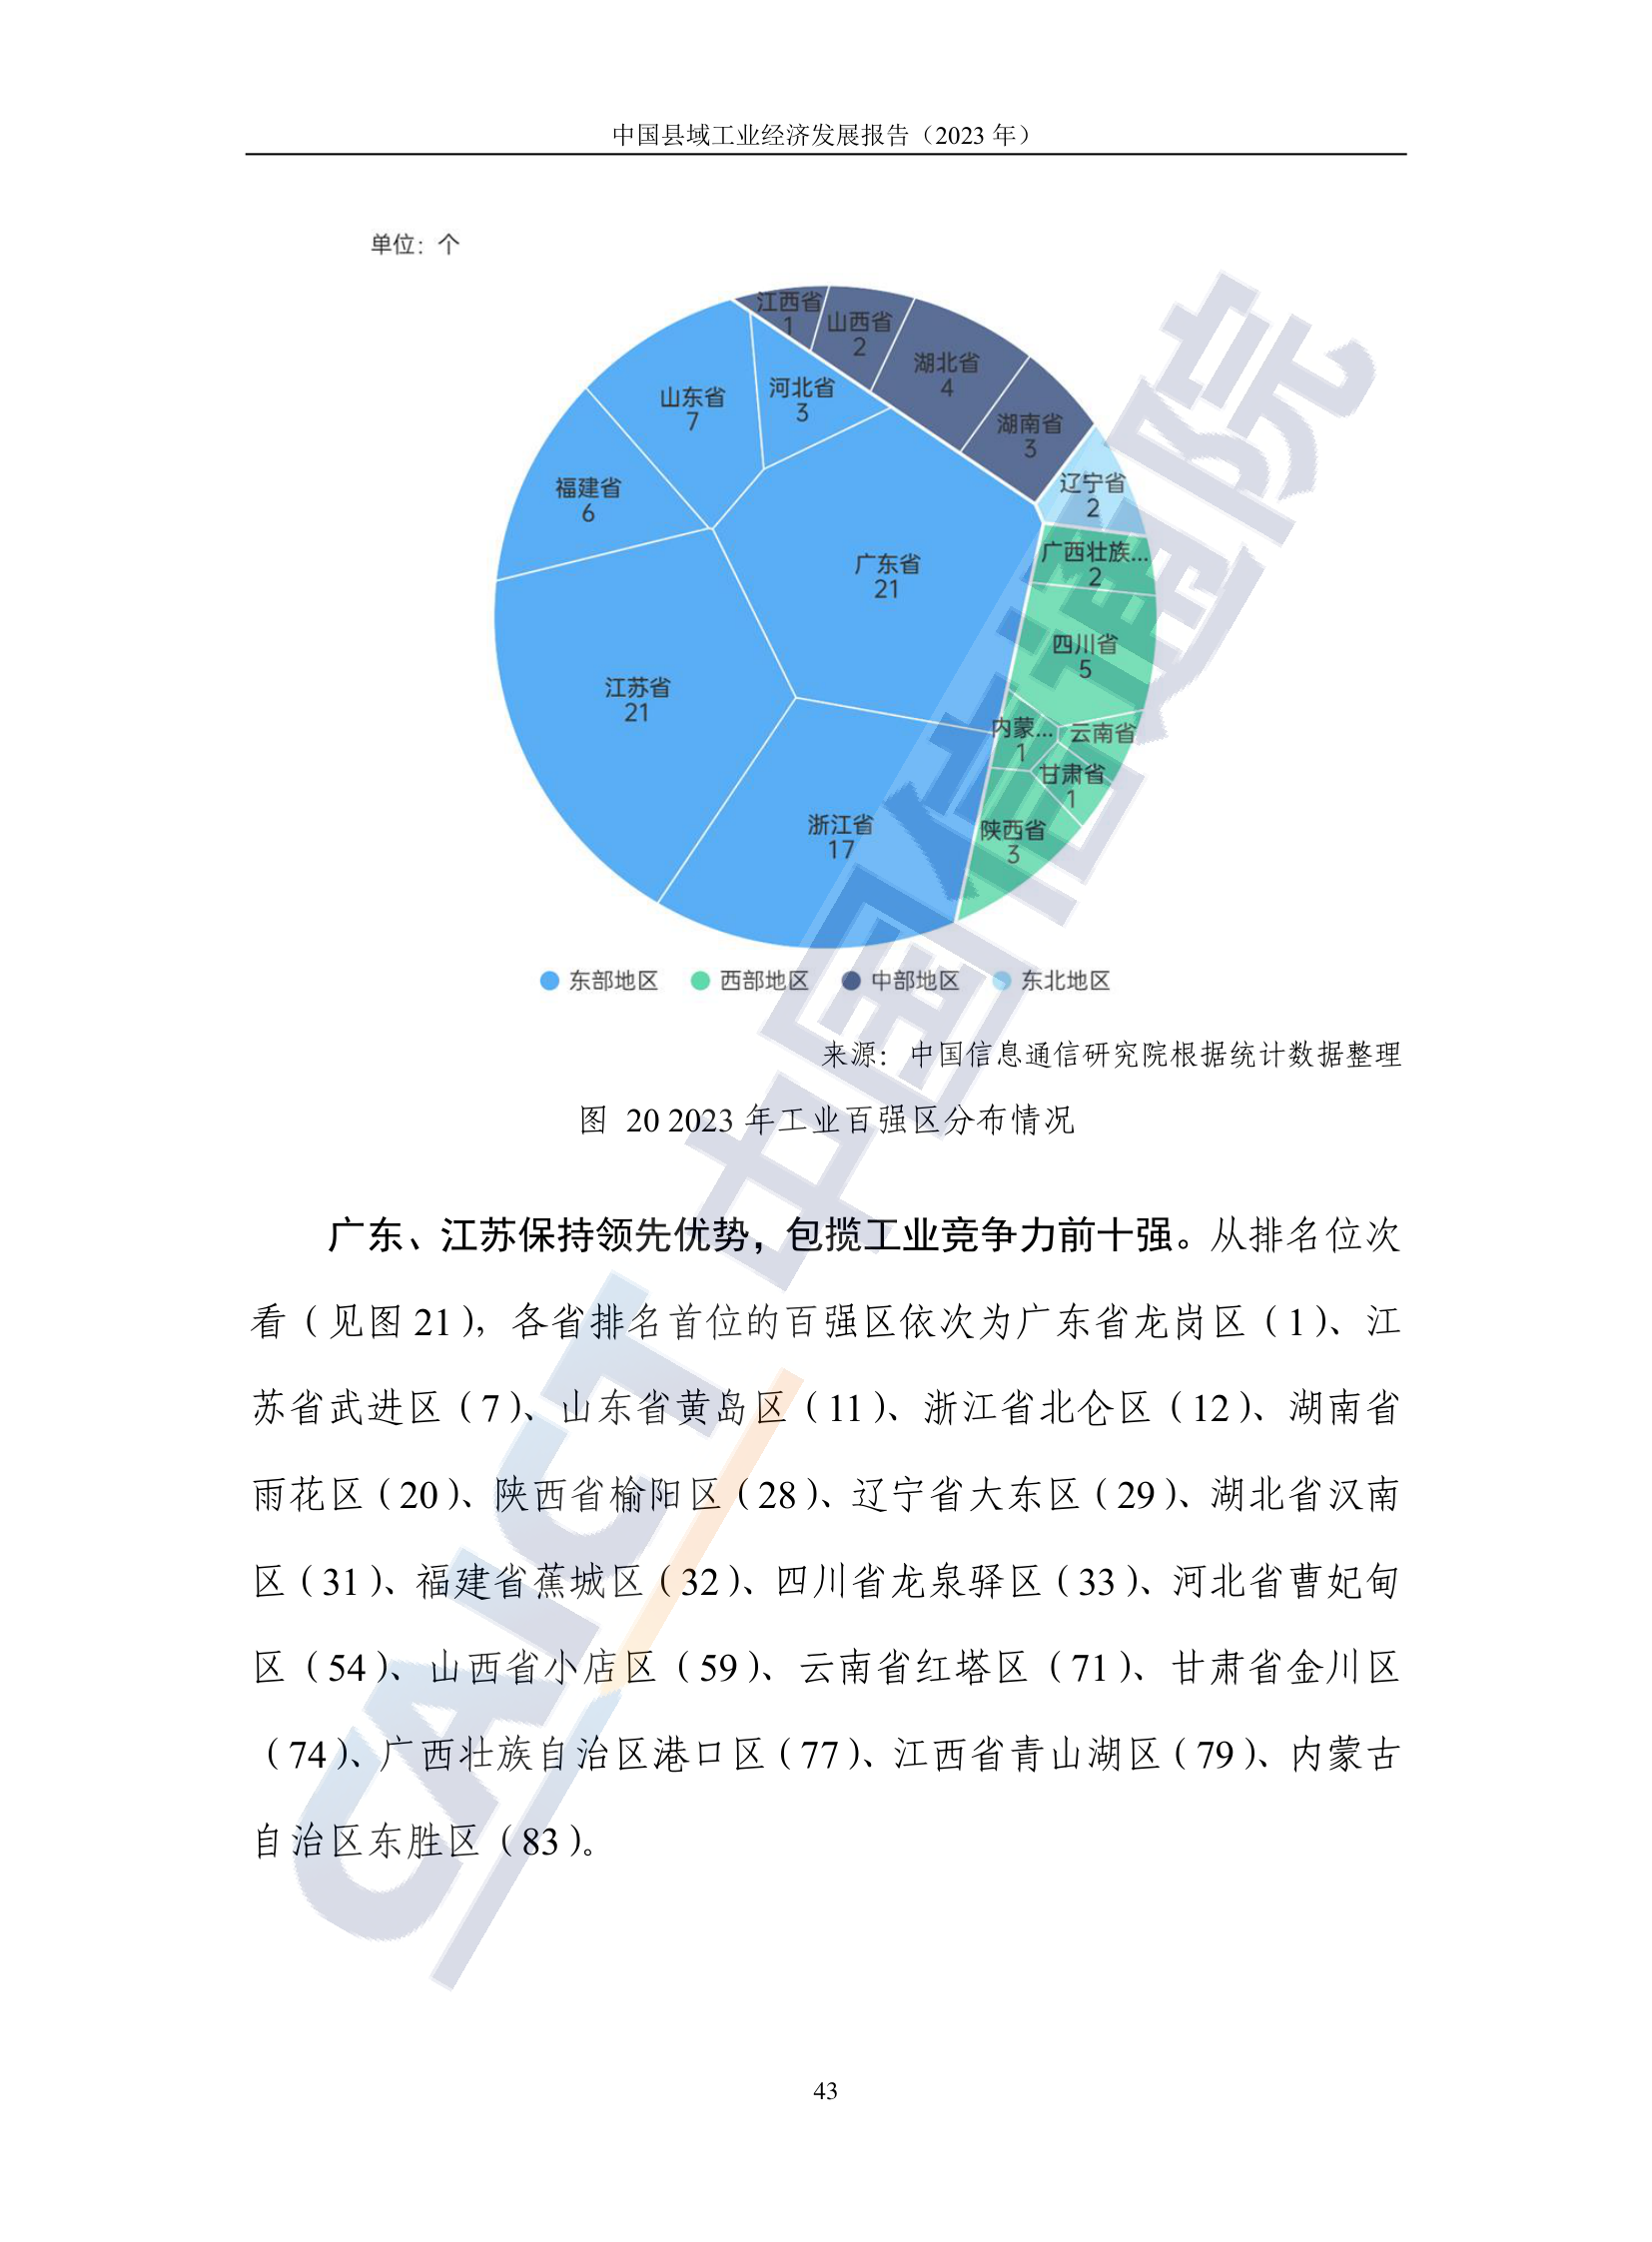 中国县域工业经济发展报告（2023 年）
单位：个
江西省
1
山西省
2
湖北省
4
湖南省
3
山东省
7
河北省
3
辽宁省
2
福建省
6
广东省
21
广西壮族...
2
四川省
5
江苏省
21
内蒙...
1
云南省
甘肃省
1
浙江省
17
陕西省
3
东部地区 西部地区 中部地区 东北地区
来源：中国信息通信研究院根据统计数据整理
图 20 2023 年工业百强区分布情况
广东、江苏保持领先优势，包揽工业竞争力前十强。从排名位次
看（见图 21），各省排名首位的百强区依次为广东省龙岗区（1）、江
苏省武进区（7）、山东省黄岛区（11）、浙江省北仑区（12）、湖南省
雨花区（20）、陕西省榆阳区（28）、辽宁省大东区（29）、湖北省汉南
区（31）、福建省蕉城区（32）、四川省龙泉驿区（33）、河北省曹妃甸
区（54）、山西省小店区（59）、云南省红塔区（71）、甘肃省金川区
（74）、广西壮族自治区港口区（77）、江西省青山湖区（79）、内蒙古
自治区东胜区（83）。
CAICT 中国信通院
43